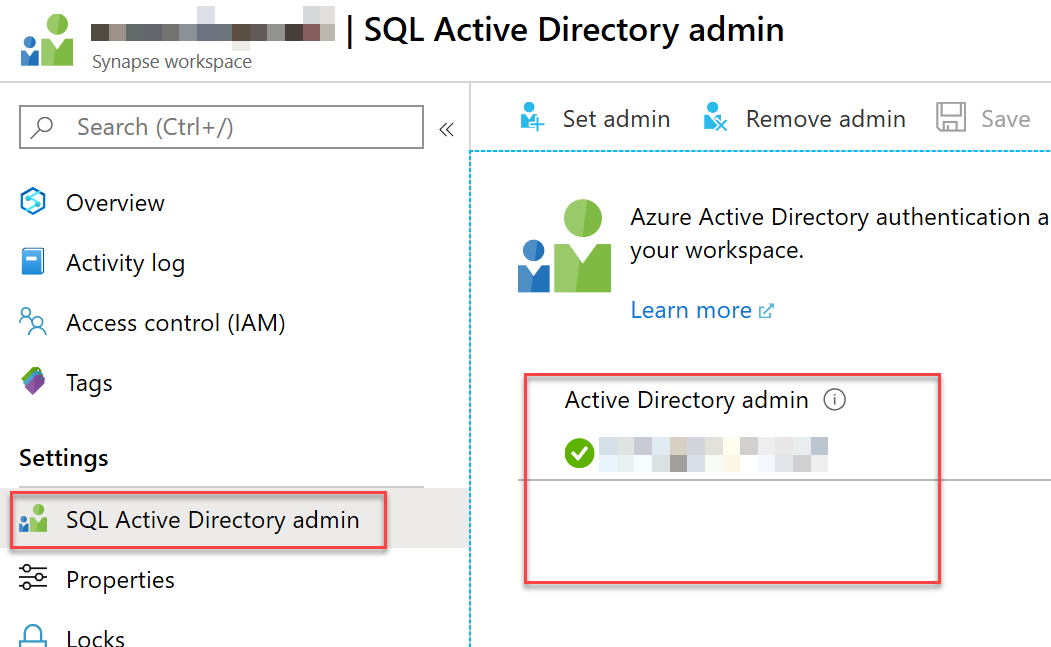 | SQL Active Directory admin
Synapse workspace
Search (Ctrl+/)
«
Set admin
Remove admin
Save
Overview
Activity log
Access control (IAM)
Tags
Settings
SQL Active Directory admin
Properties
Locks
Azure Active Directory authentication a
your workspace.
Learn more
Active Directory admin